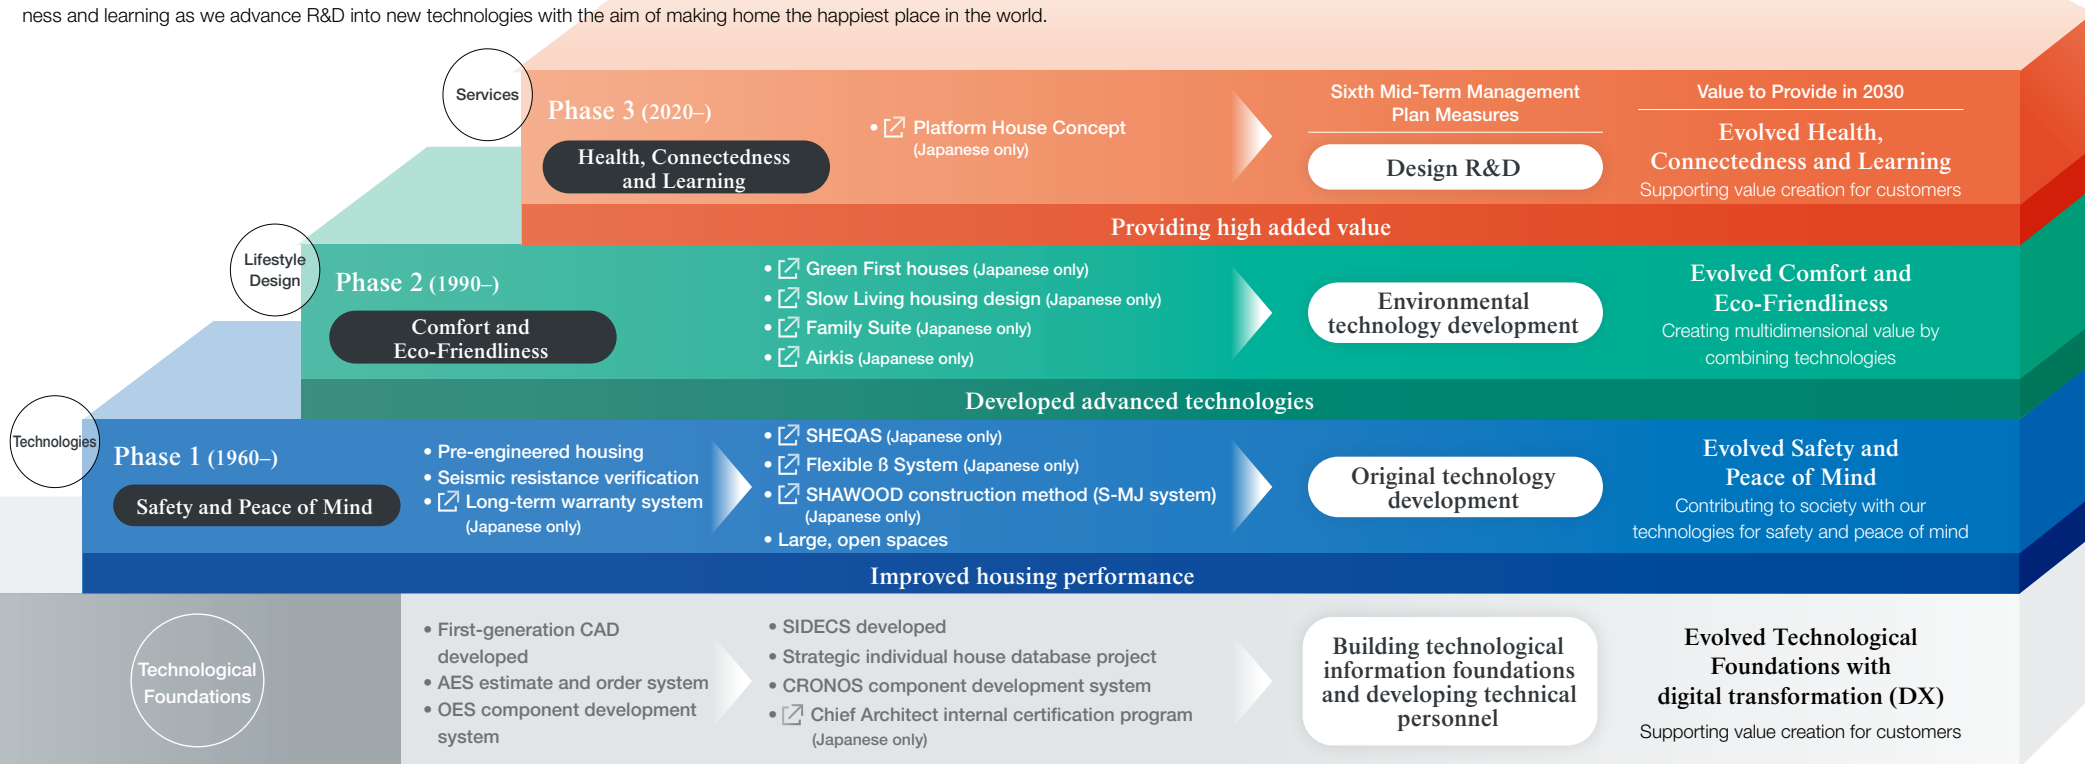 ness and learning as we advance R&D into new technologies with the aim of making home the happiest place in the world.
Services
Phase 3 (2020–)
Health, Connectedness
and Learning
• Platform House Concept
(Japanese only)
Sixth Mid-Term Management
Plan Measures
Design R&D
Value to Provide in 2030
Evolved Health,
Connectedness and Learning
Supporting value creation for customers
Providing high added value
Lifestyle
Design
Phase 2 (1990–)
Comfort and
Eco-Friendliness
• Green First houses (Japanese only)
• Slow Living housing design (Japanese only)
• Family Suite (Japanese only)
• Airkis (Japanese only)
Environmental
technology development
Evolved Comfort and
Eco-Friendliness
Creating multidimensional value by
combining technologies
Developed advanced technologies
Technologies
Phase 1 (1960–)
Safety and Peace of Mind
• Pre-engineered housing
• Seismic resistance verification
• Long-term warranty system
(Japanese only)
• SHEQAS (Japanese only)
• Flexible ß System (Japanese only)
• SHAWOOD construction method (S-MJ system)
(Japanese only)
• Large, open spaces
Original technology
development
Evolved Safety and
Peace of Mind
Contributing to society with our
technologies for safety and peace of mind
Improved housing performance
Technological
Foundations
• First-generation CAD
developed
• AES estimate and order system
• OES component development
system
• SIDECS developed
• Strategic individual house database project
• CRONOS component development system
• Chief Architect internal certification program
(Japanese only)
Building technological
information foundations
and developing technical
personnel
Evolved Technological
Foundations with
digital transformation (DX)
Supporting value creation for customers